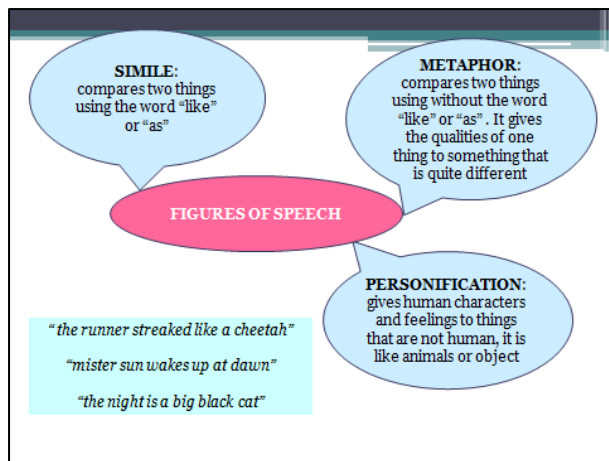 SIMILE:
compares two things
using the word “like”
or “as”
METAPHOR:
compares two things
using without the word
“like” or “as” . It gives
the qualities of one
thing to something that
is quite different
FIGURES OF SPEECH
PERSONIFICATION:
gives human characters
and feelings to things
that are not human, it is
like animals or object
“the runner streaked like a cheetah”
“mister sun wakes up at dawn”
“the night is a big black cat”